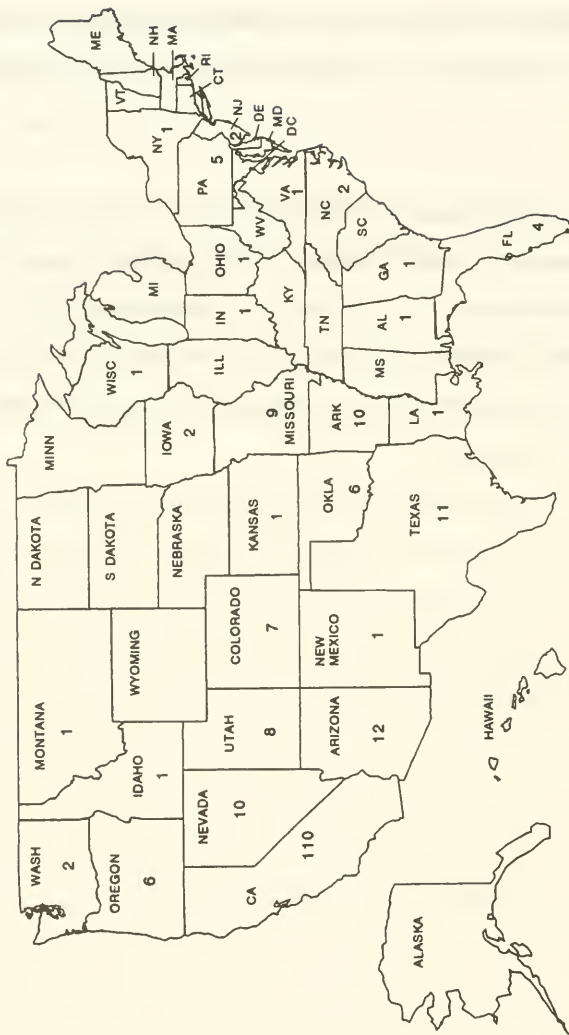 WASH
2
OREGON
6
CA
110
NEVADA
10
IDAHO
1
MONTANA
1
WYOMING
UTAH
8
ARIZONA
12
COLORADO
7
NEW
MEXICO
1
N DAKOTA
S DAKOTA
NEBRASKA
KANSAS
1
OKLA
6
TEXAS
11
MINN
IOWA
2
9
MISSOURI
ARK
10
LA
1
WISC
1
ILL
MI
IN
1
OHIO
1
KY
TN
MS
AL
1
GA
1
FL
4
SC
NC
2
VA
1
WV
PA
5
NY
1
VT
ME
NH
MA
RI
CT
NJ
2
DE
MD
DC
ALASKA
HAWAII